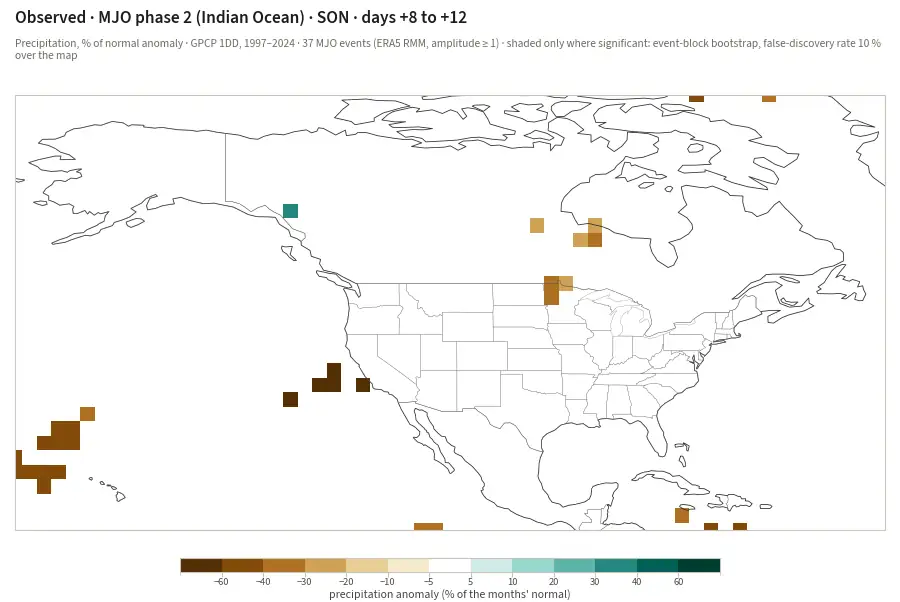 Observed · MJO phase 2 (Indian Ocean) · SON · days +8 to +12
Precipitation, % of normal anomaly · GPCP 1DD, 1997–2024 · 37 MJO events (ERA5 RMM, amplitude ≥ 1) · shaded only where significant: event-block bootstrap, false-discovery rate 10 %
over the map
−60 −40 −30 −20 −10 −5 5 10 20 30 40 60
precipitation anomaly (% of the months' normal)